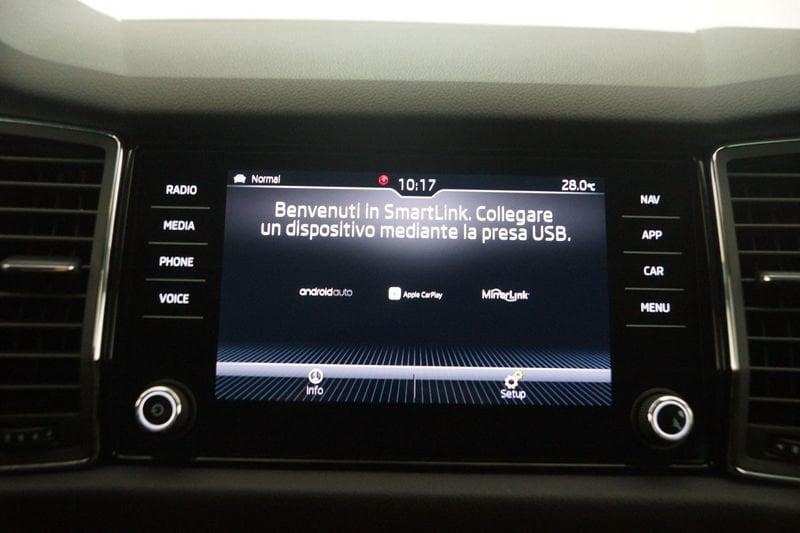 Normal 10:17 28.0°C
RADIO
MEDIA
PHONE
VOICE
Benvenuti in SmartLink. Collegare
un dispositivo mediante la presa USB.
androidauto Apple CarPlay MirrorLink
Info Setup
NAV
APP
CAR
MENU